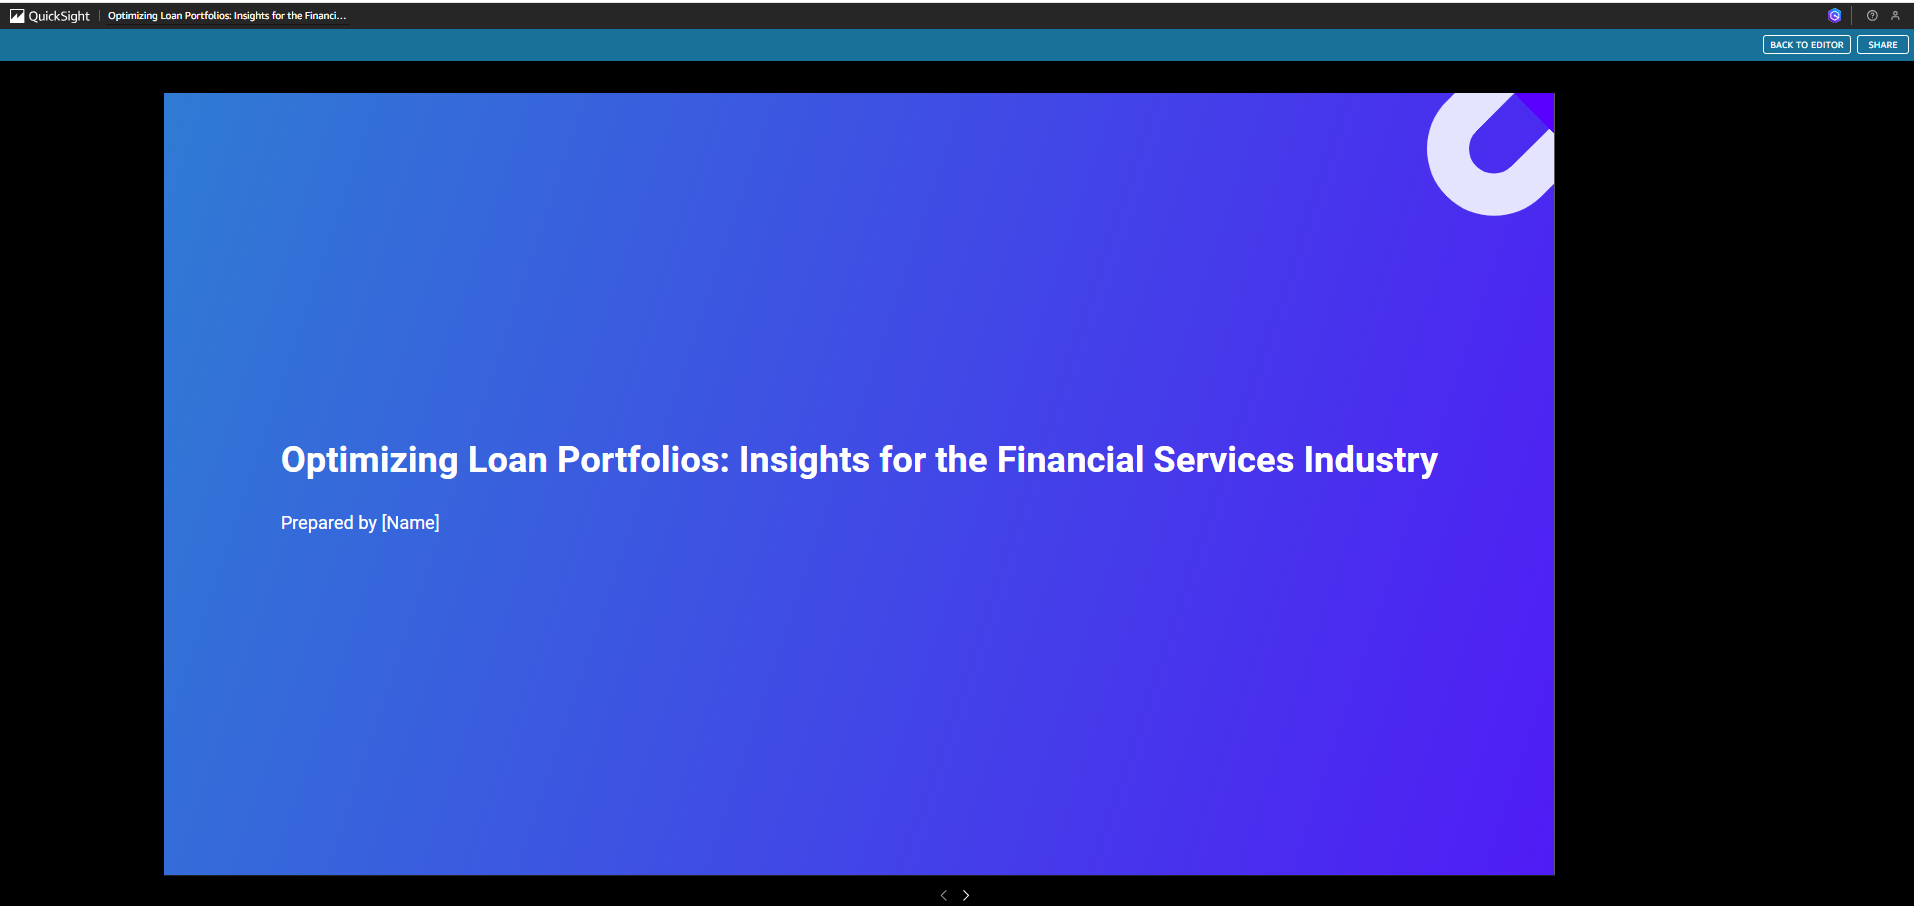 QuickSight
Optimizing Loan Portfolios: Insights for the Financi...
BACK TO EDITOR
SHARE
Optimizing Loan Portfolios: Insights for the Financial Services Industry
Prepared by [Name]